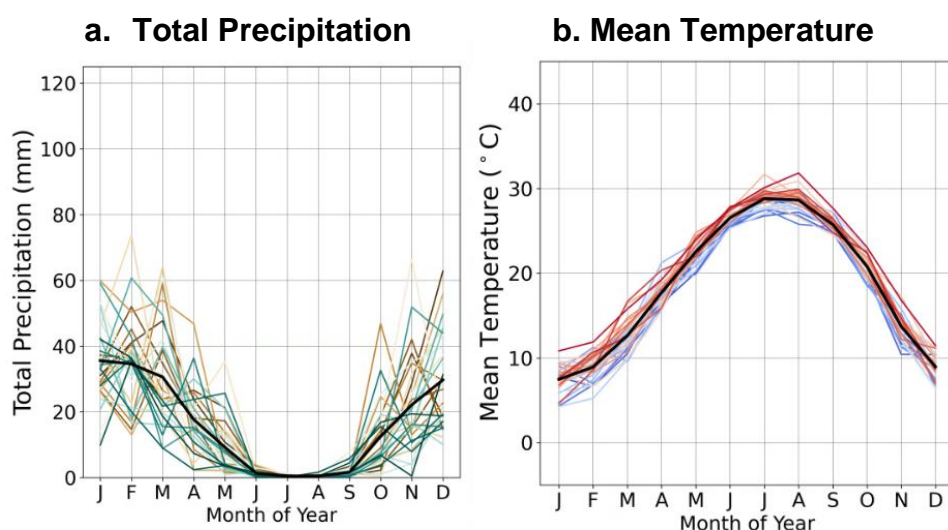 a. Total Precipitation
Total Precipitation (mm)
120
100
80
60
40
20
0
J F M A M J J A S O N D
Month of Year
b. Mean Temperature
Mean Temperature (°C)
40
30
20
10
0
J F M A M J J A S O N D
Month of Year